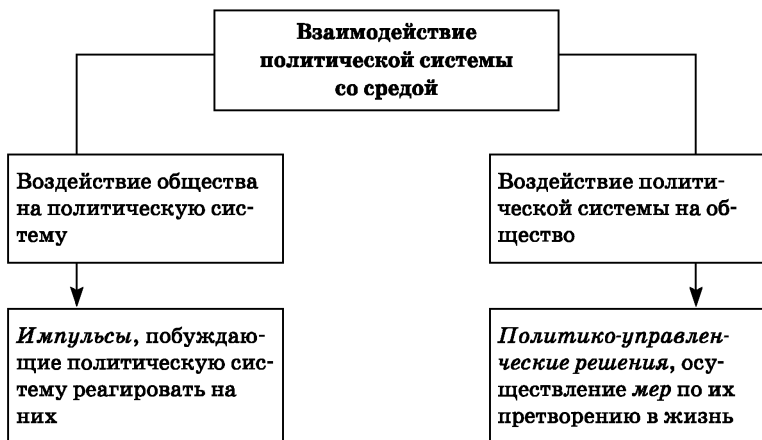 Взаимодействие
политической системы
со средой
Воздействие общества
на политическую сис-
тему
Воздействие полити-
ческой системы на об-
щество
Импульсы, побуждаю-
щие политическую сис-
тему реагировать на
них
Политико-управлен-
ческие решения, осу-
ществление мер по их
претворению в жизнь